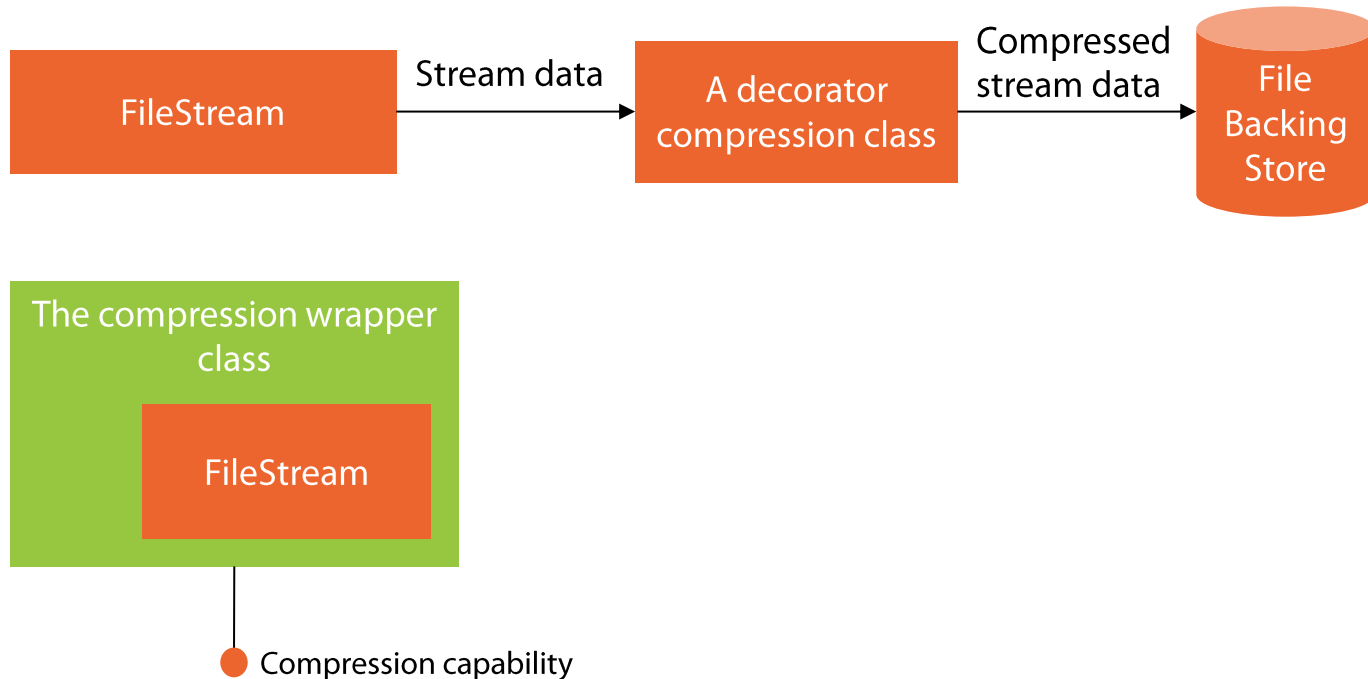 FileStream
Stream data
A decorator
compression class
Compressed
stream data
File
Backing
Store
The compression wrapper
class
FileStream
Compression capability